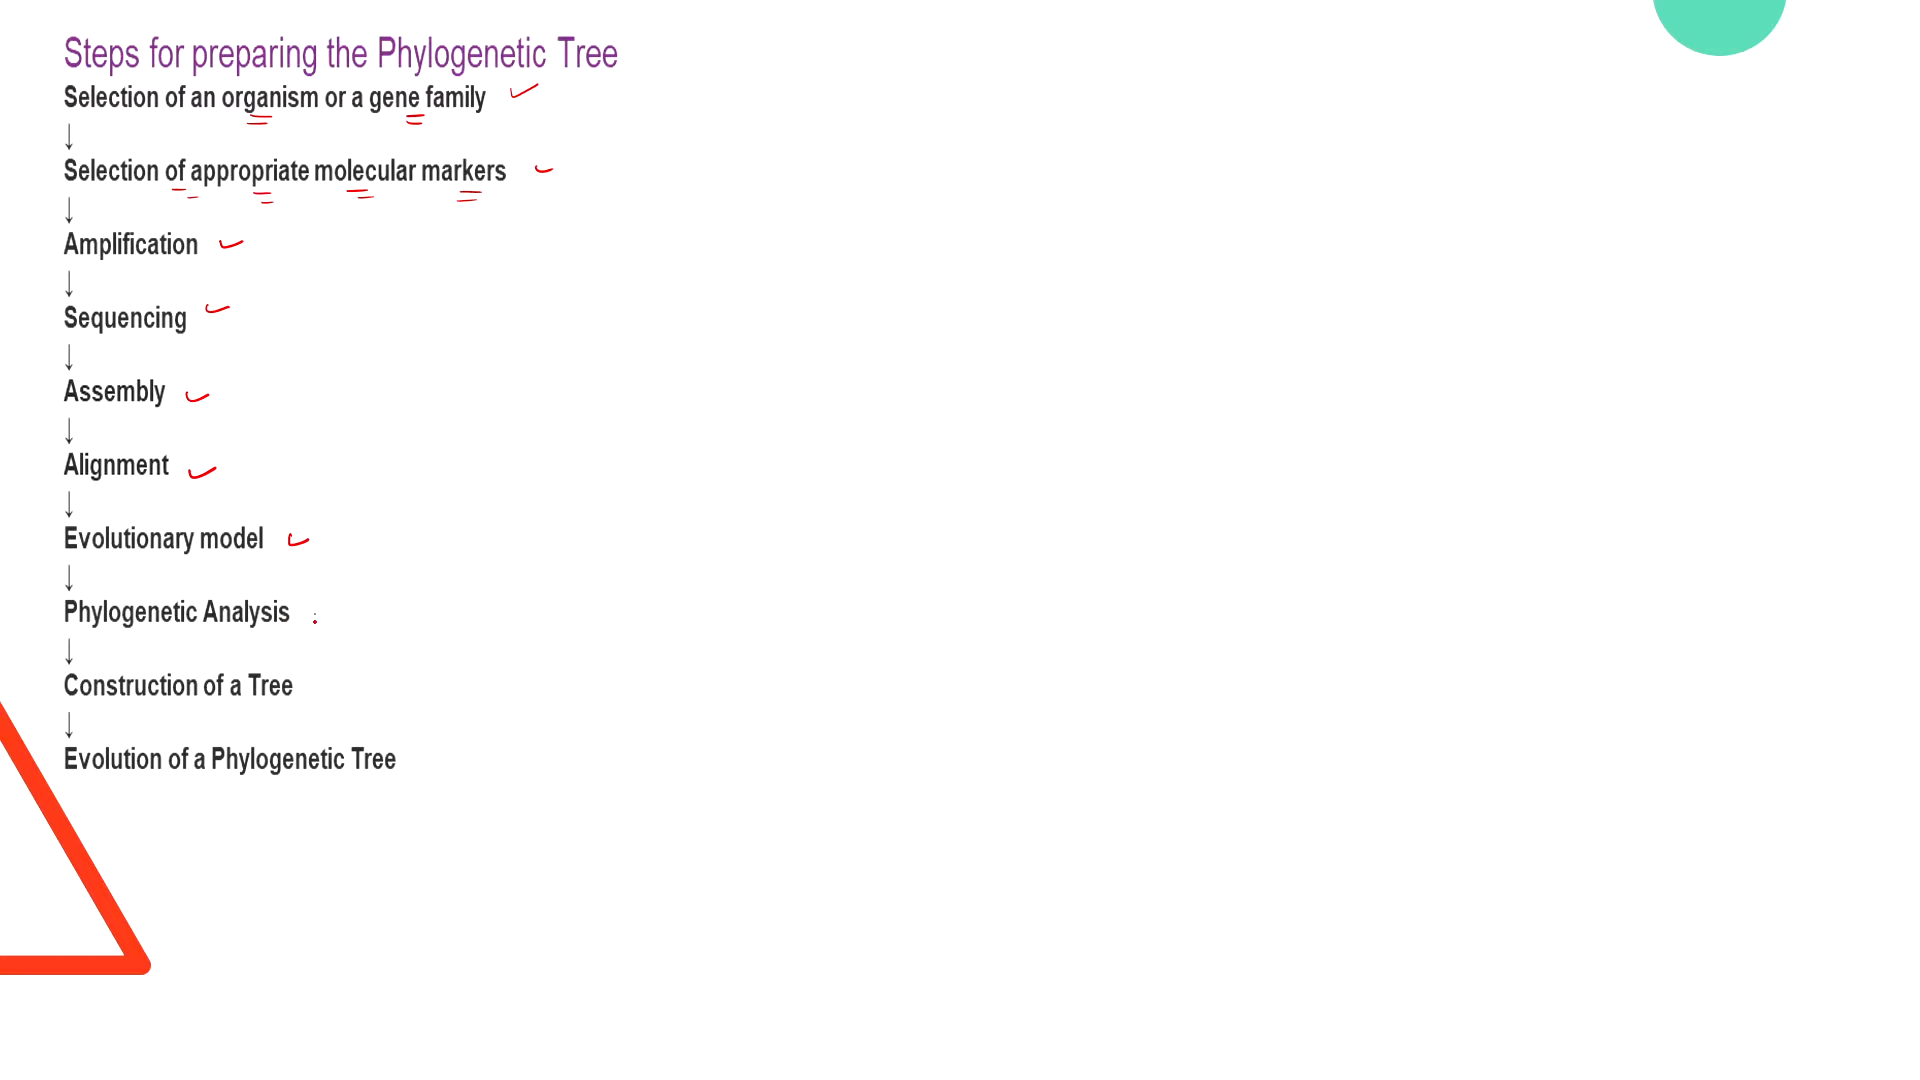 Steps for preparing the Phylogenetic Tree
Selection of an organism or a gene family
↓
Selection of appropriate molecular markers
↓
Amplification
↓
Sequencing
↓
Assembly
↓
Alignment
↓
Evolutionary model
↓
Phylogenetic Analysis
↓
Construction of a Tree
↓
Evolution of a Phylogenetic Tree